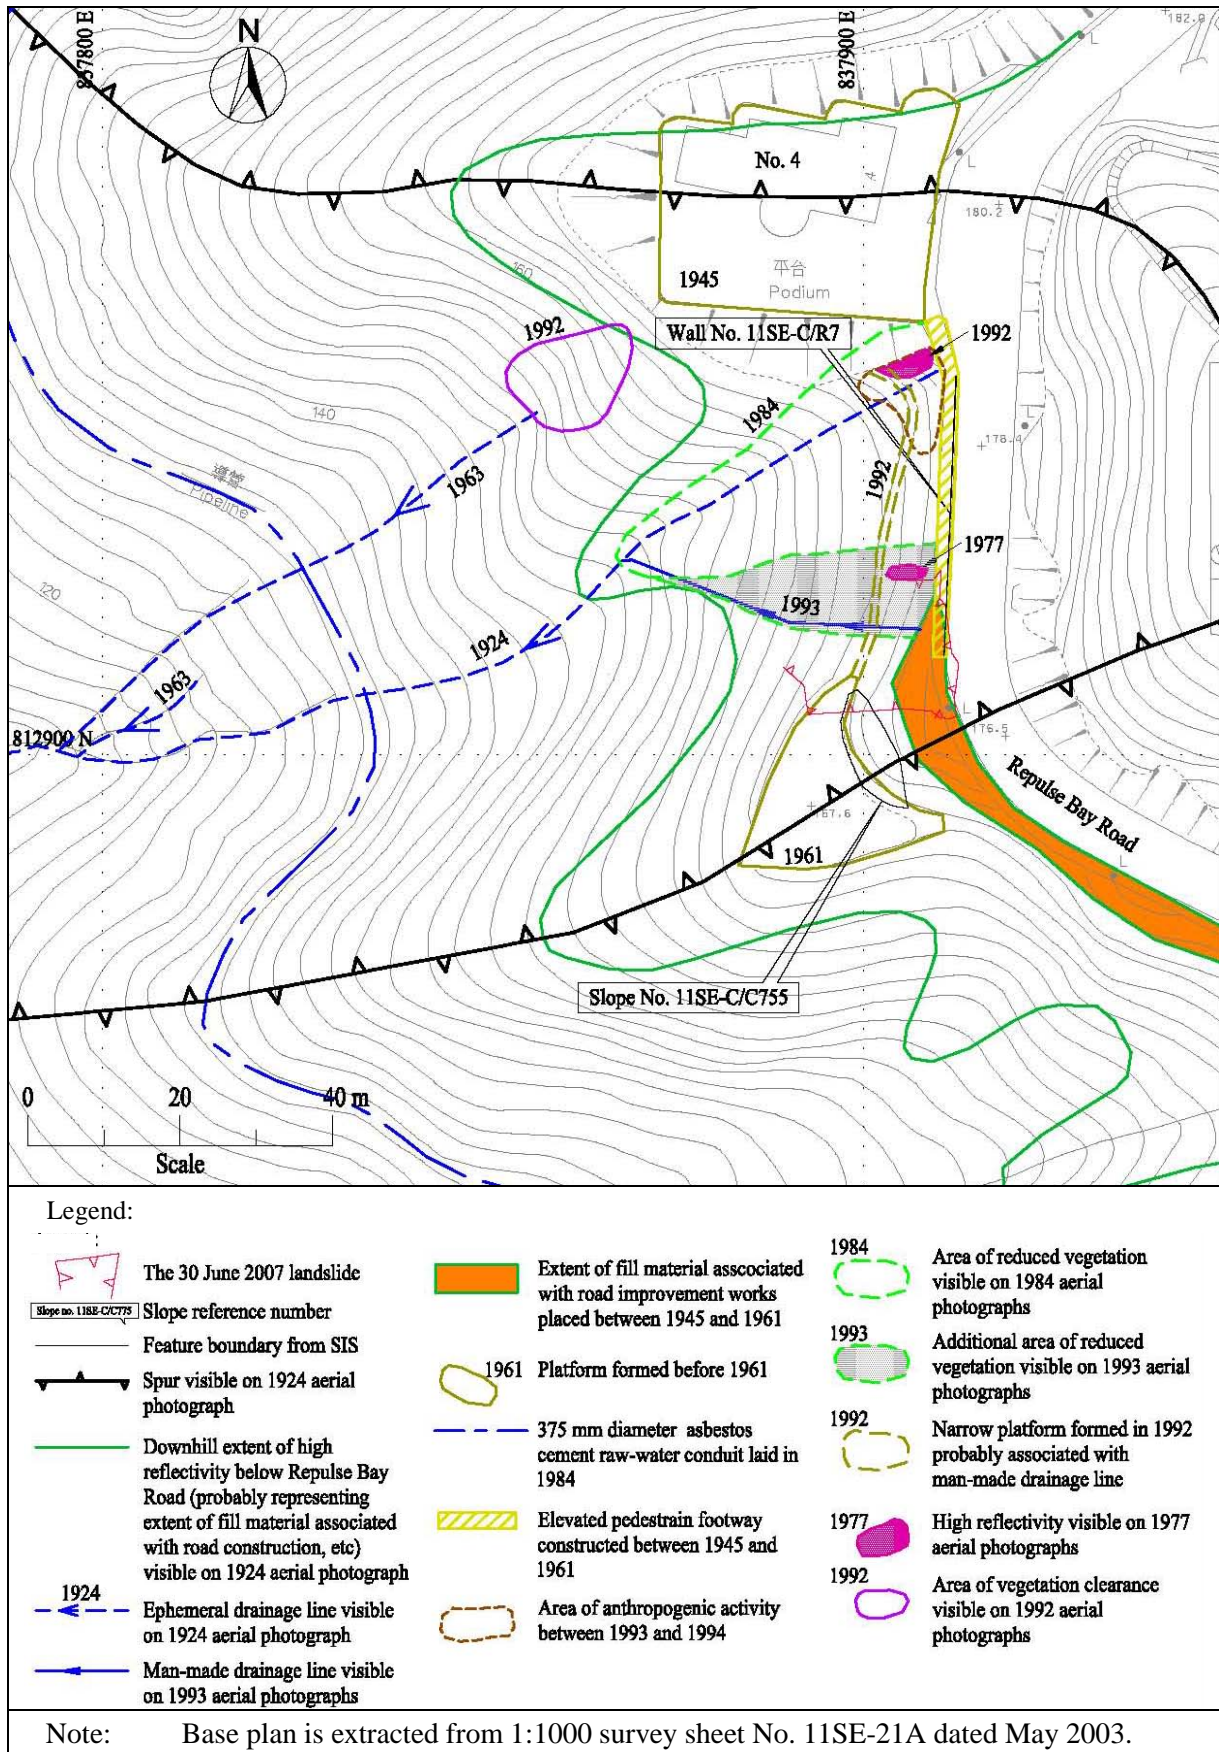 837800 E
N
837900 E
182.0
L
L
No. 4
180.2
160
1945
平台
Podium
1992
Wall No. 11SE-C/R7
1992
140
1984
L
178.4
導管
Pipeline
1963
1992
1977
120
1993
1924
1963
812900 N
L
176.5
Repulse Bay Road
167.6
1961
L
Slope No. 11SE-C/C755
0 20 40 m
Scale
Legend:
The 30 June 2007 landslide
Slope no. 11SE-C/C775
Slope reference number
Feature boundary from SIS
Spur visible on 1924 aerial
photograph
Downhill extent of high
reflectivity below Repulse Bay
Road (probably representing
extent of fill material associated
with road construction, etc)
visible on 1924 aerial photograph
1924
Ephemeral drainage line visible
on 1924 aerial photograph
Man-made drainage line visible
on 1993 aerial photographs
Extent of fill material asscociated
with road improvement works
placed between 1945 and 1961
1961
Platform formed before 1961
375 mm diameter asbestos
cement raw-water conduit laid in
1984
Elevated pedestrain footway
constructed between 1945 and
1961
Area of anthropogenic activity
between 1993 and 1994
1984
Area of reduced vegetation
visible on 1984 aerial
photographs
1993
Additional area of reduced
vegetation visible on 1993 aerial
photographs
1992
Narrow platform formed in 1992
probably associated with
man-made drainage line
1977
High reflectivity visible on 1977
aerial photographs
1992
Area of vegetation clearance
visible on 1992 aerial
photographs
Note: Base plan is extracted from 1:1000 survey sheet No. 11SE-21A dated May 2003.